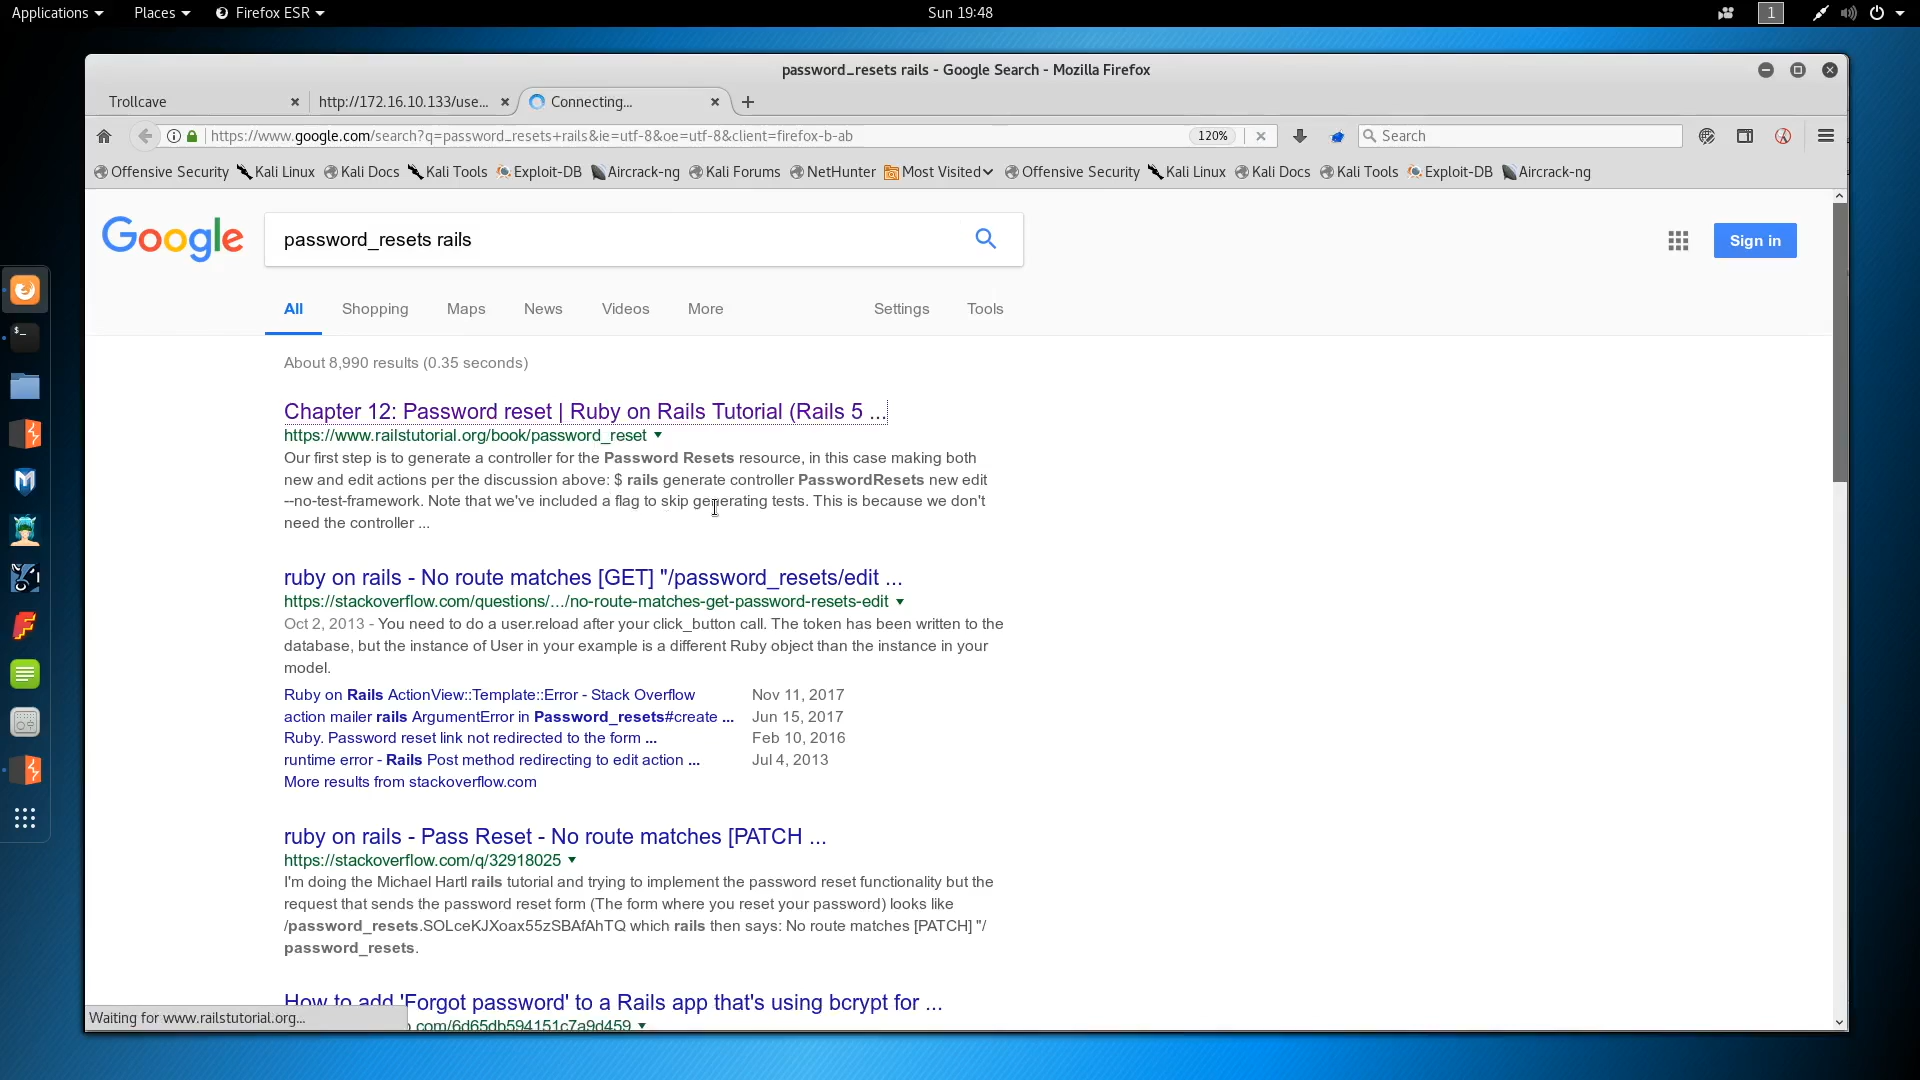 Applications Places Firefox ESR Sun 19:48 1
password_resets rails - Google Search - Mozilla Firefox
Trollcave http://172.16.10.133/use... Connecting...
https://www.google.com/search?q=password_resets+rails&ie=utf-8&oe=utf-8&client=firefox-b-ab 120% Search
Offensive Security Kali Linux Kali Docs Kali Tools Exploit-DB Aircrack-ng Kali Forums NetHunter Most Visited Offensive Security Kali Linux Kali Docs Kali Tools Exploit-DB Aircrack-ng
Google password_resets rails Sign in
All Shopping Maps News Videos More Settings Tools
About 8,990 results (0.35 seconds)
Chapter 12: Password reset | Ruby on Rails Tutorial (Rails 5 ...
https://www.railstutorial.org/book/password_reset
Our first step is to generate a controller for the Password Resets resource, in this case making both
new and edit actions per the discussion above: $ rails generate controller PasswordResets new edit
--no-test-framework. Note that we've included a flag to skip generating tests. This is because we don't
need the controller ...
ruby on rails - No route matches [GET] "/password_resets/edit ...
https://stackoverflow.com/questions/.../no-route-matches-get-password-resets-edit
Oct 2, 2013 - You need to do a user.reload after your click_button call. The token has been written to the
database, but the instance of User in your example is a different Ruby object than the instance in your
model.
Ruby on Rails ActionView::Template::Error - Stack Overflow Nov 11, 2017
action mailer rails ArgumentError in Password_resets#create ... Jun 15, 2017
Ruby. Password reset link not redirected to the form ... Feb 10, 2016
runtime error - Rails Post method redirecting to edit action ... Jul 4, 2013
More results from stackoverflow.com
ruby on rails - Pass Reset - No route matches [PATCH ...
https://stackoverflow.com/q/32918025
I'm doing the Michael Hartl rails tutorial and trying to implement the password reset functionality but the
request that sends the password reset form (The form where you reset your password) looks like
/password_resets.SOLceKJXoax55zSBAfAhTQ which rails then says: No route matches [PATCH] "/
password_resets.
How to add 'Forgot password' to a Rails app that's using bcrypt for ...
Waiting for www.railstutorial.org...
.com/6d65db594151c7a9d459